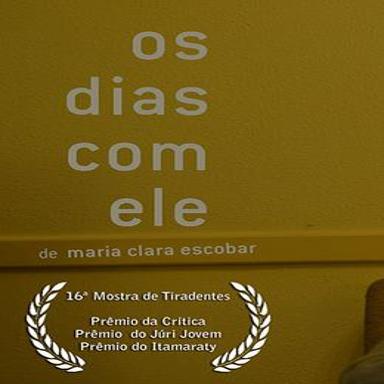 os
dias
com
ele
de maria clara escobar
16ª Mostra de Tiradentes
Prêmio da Crítica
Prêmio do Júri Jovem
Prêmio do Itamaraty